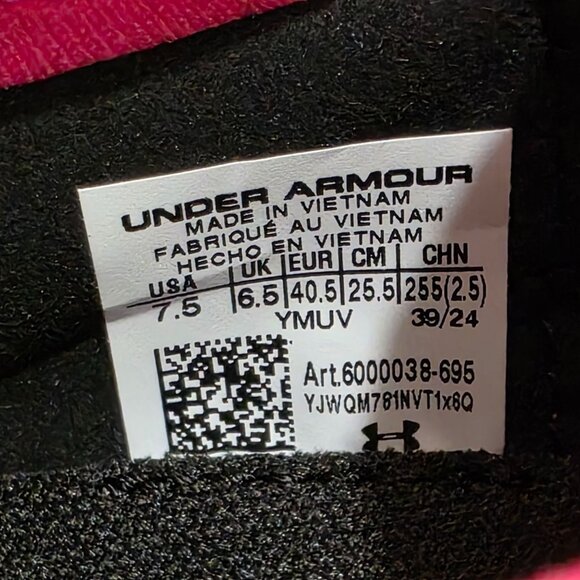 UNDER ARMOUR
MADE IN VIETNAM
FABRIQUÉ AU VIETNAM
HECHO EN VIETNAM
USA UK EUR CM CHN
7.5 6.5 40.5 25.5 255(2.5)
YMUV 39/24
Art.6000038-695
YJWQM761NVT1x6Q